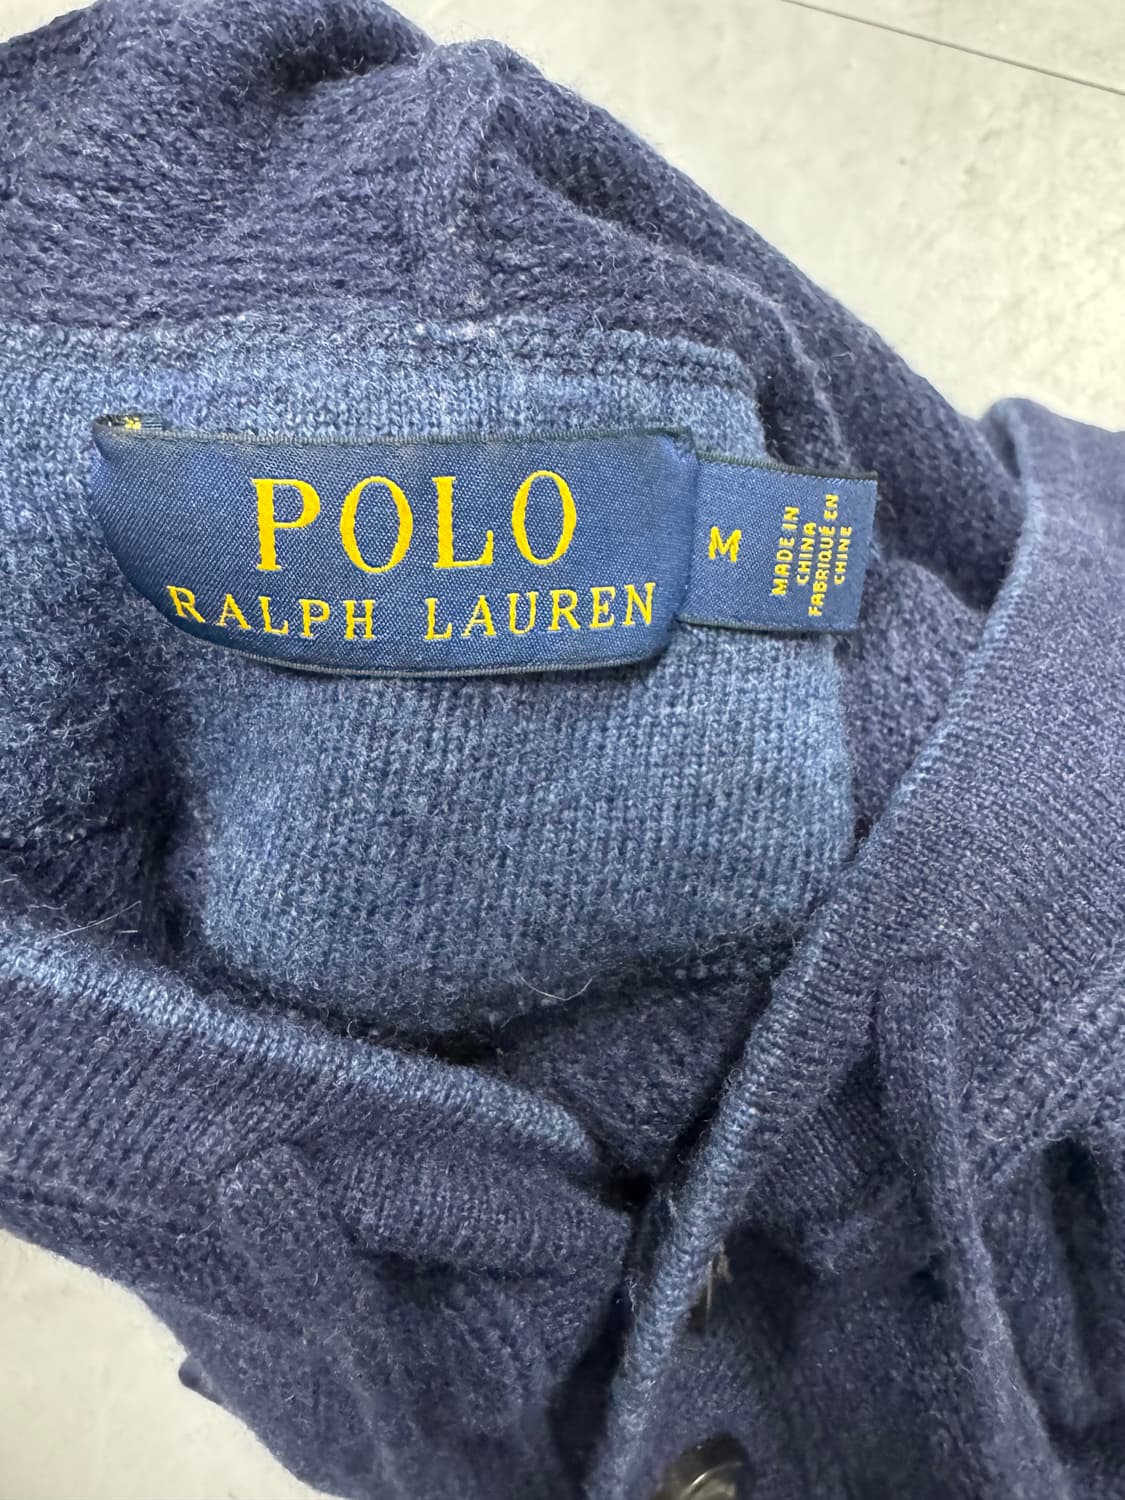 POLO
RALPH LAUREN
M
MADE IN
CHINA
FABRIQUÉ EN
CHINE